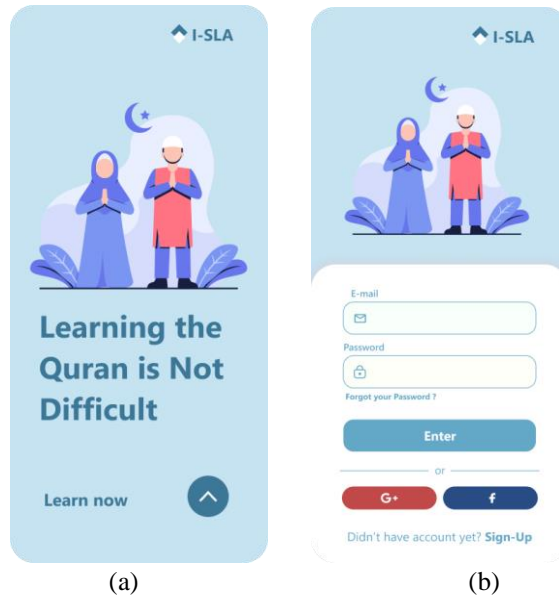 I-SLA
Learning the
Quran is Not
Difficult
Learn now
(a)
I-SLA
E-mail
Password
Forgot your Password ?
Enter
or
G+
f
Didn't have account yet? Sign-Up
(b)